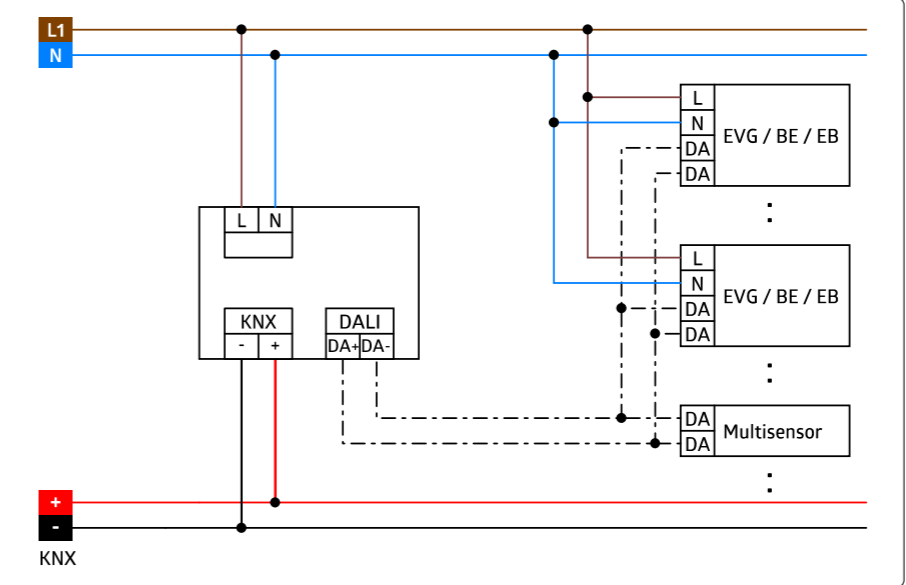 L1
N
L
N
DA
DA
EVG / BE / EB
L N
KNX
- +
DALI
DA+ DA-
L
N
DA
DA
EVG / BE / EB
DA
DA
Multisensor
+
-
KNX